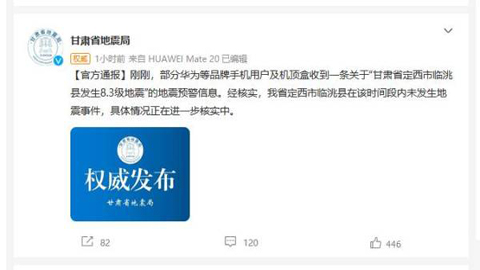 甘肃省地震局
权威 1小时前 来自 HUAWEI Mate 20 已编辑
【官方通报】刚刚，部分华为等品牌手机用户及机顶盒收到一条关于“甘肃省定西市临洮
县发生8.3级地震”的地震预警信息。经核实，我省定西市临洮县在该时间段内未发生地
震事件，具体情况正在进一步核实中。
权威发布
甘肃省地震局
82 120 446